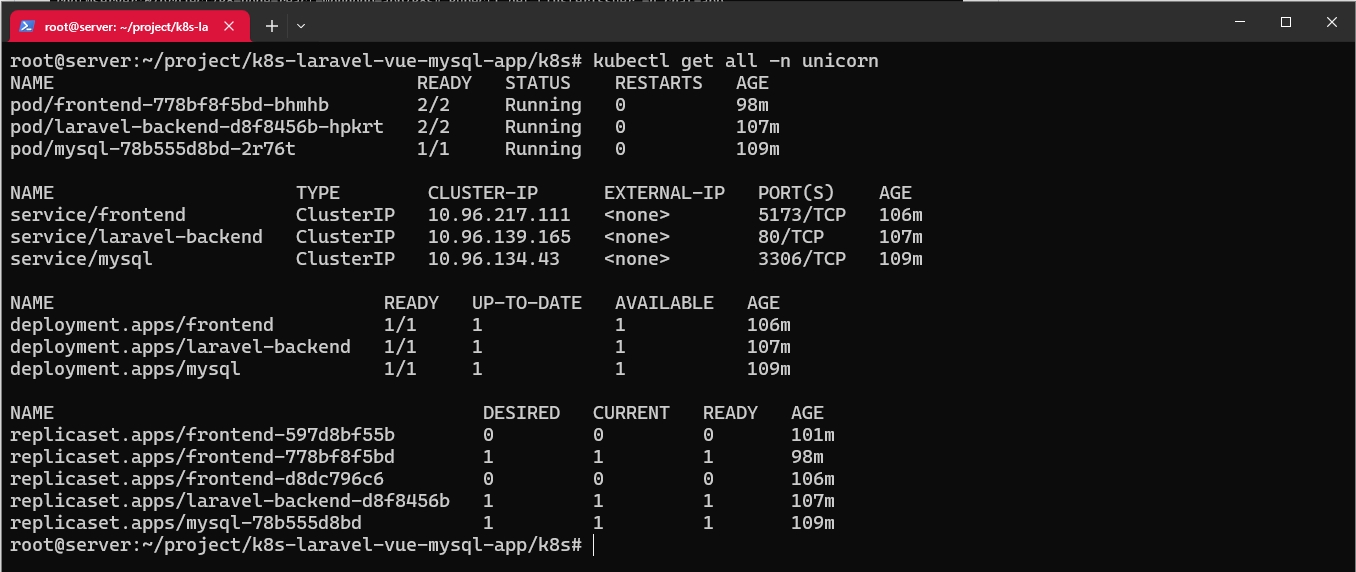 root@server: ~/project/k8s-la
root@server:~/project/k8s-laravel-vue-mysql-app/k8s# kubectl get all -n unicorn
NAME READY STATUS RESTARTS AGE
pod/frontend-778bf8f5bd-bhmhb 2/2 Running 0 98m
pod/laravel-backend-d8f8456b-hpkrt 2/2 Running 0 107m
pod/mysql-78b555d8bd-2r76t 1/1 Running 0 109m
NAME TYPE CLUSTER-IP EXTERNAL-IP PORT(S) AGE
service/frontend ClusterIP 10.96.217.111 <none> 5173/TCP 106m
service/laravel-backend ClusterIP 10.96.139.165 <none> 80/TCP 107m
service/mysql ClusterIP 10.96.134.43 <none> 3306/TCP 109m
NAME READY UP-TO-DATE AVAILABLE AGE
deployment.apps/frontend 1/1 1 1 106m
deployment.apps/laravel-backend 1/1 1 1 107m
deployment.apps/mysql 1/1 1 1 109m
NAME DESIRED CURRENT READY AGE
replicaset.apps/frontend-597d8bf55b 0 0 0 101m
replicaset.apps/frontend-778bf8f5bd 1 1 1 98m
replicaset.apps/frontend-d8dc796c6 0 0 0 106m
replicaset.apps/laravel-backend-d8f8456b 1 1 1 107m
replicaset.apps/mysql-78b555d8bd 1 1 1 109m
root@server:~/project/k8s-laravel-vue-mysql-app/k8s#